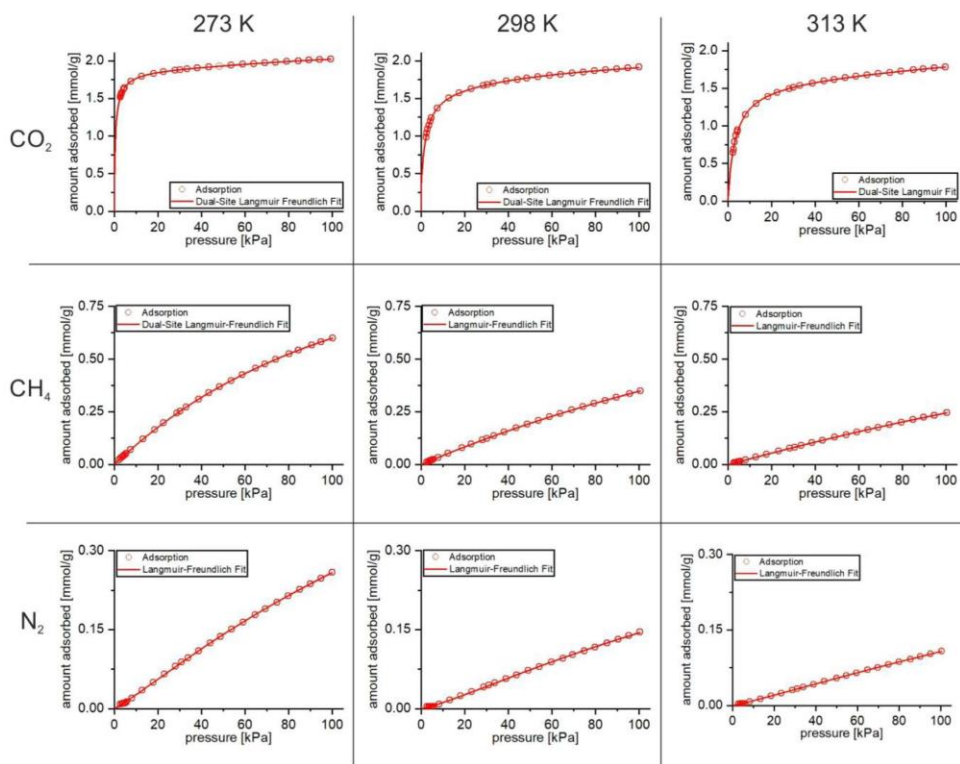 273 K
298 K
313 K
CO2
amount adsorbed [mmol/g]
2.0
1.5
1.0
0.5
0.0
Adsorption
Dual-Site Langmuir Freundlich Fit
0 20 40 60 80 100
pressure [kPa]
amount adsorbed [mmol/g]
2.0
1.5
1.0
0.5
0.0
Adsorption
Dual-Site Langmuir Freundlich Fit
0 20 40 60 80 100
pressure [kPa]
amount adsorbed [mmol/g]
2.0
1.5
1.0
0.5
0.0
Adsorption
Dual-Site Langmuir Freundlich Fit
0 20 40 60 80 100
pressure [kPa]
CH4
amount adsorbed [mmol/g]
0.75
0.50
0.25
0.00
Adsorption
Dual-Site Langmuir-Freundlich Fit
0 20 40 60 80 100
pressure [kPa]
amount adsorbed [mmol/g]
0.75
0.50
0.25
0.00
Adsorption
Langmuir-Freundlich Fit
0 20 40 60 80 100
pressure [kPa]
amount adsorbed [mmol/g]
0.75
0.50
0.25
0.00
Adsorption
Langmuir-Freundlich Fit
0 20 40 60 80 100
pressure [kPa]
N2
amount adsorbed [mmol/g]
0.30
0.15
0.00
Adsorption
Langmuir-Freundlich Fit
0 20 40 60 80 100
pressure [kPa]
amount adsorbed [mmol/g]
0.30
0.15
0.00
Adsorption
Langmuir-Freundlich Fit
0 20 40 60 80 100
pressure [kPa]
amount adsorbed [mmol/g]
0.30
0.15
0.00
Adsorption
Langmuir-Freundlich Fit
0 20 40 60 80 100
pressure [kPa]